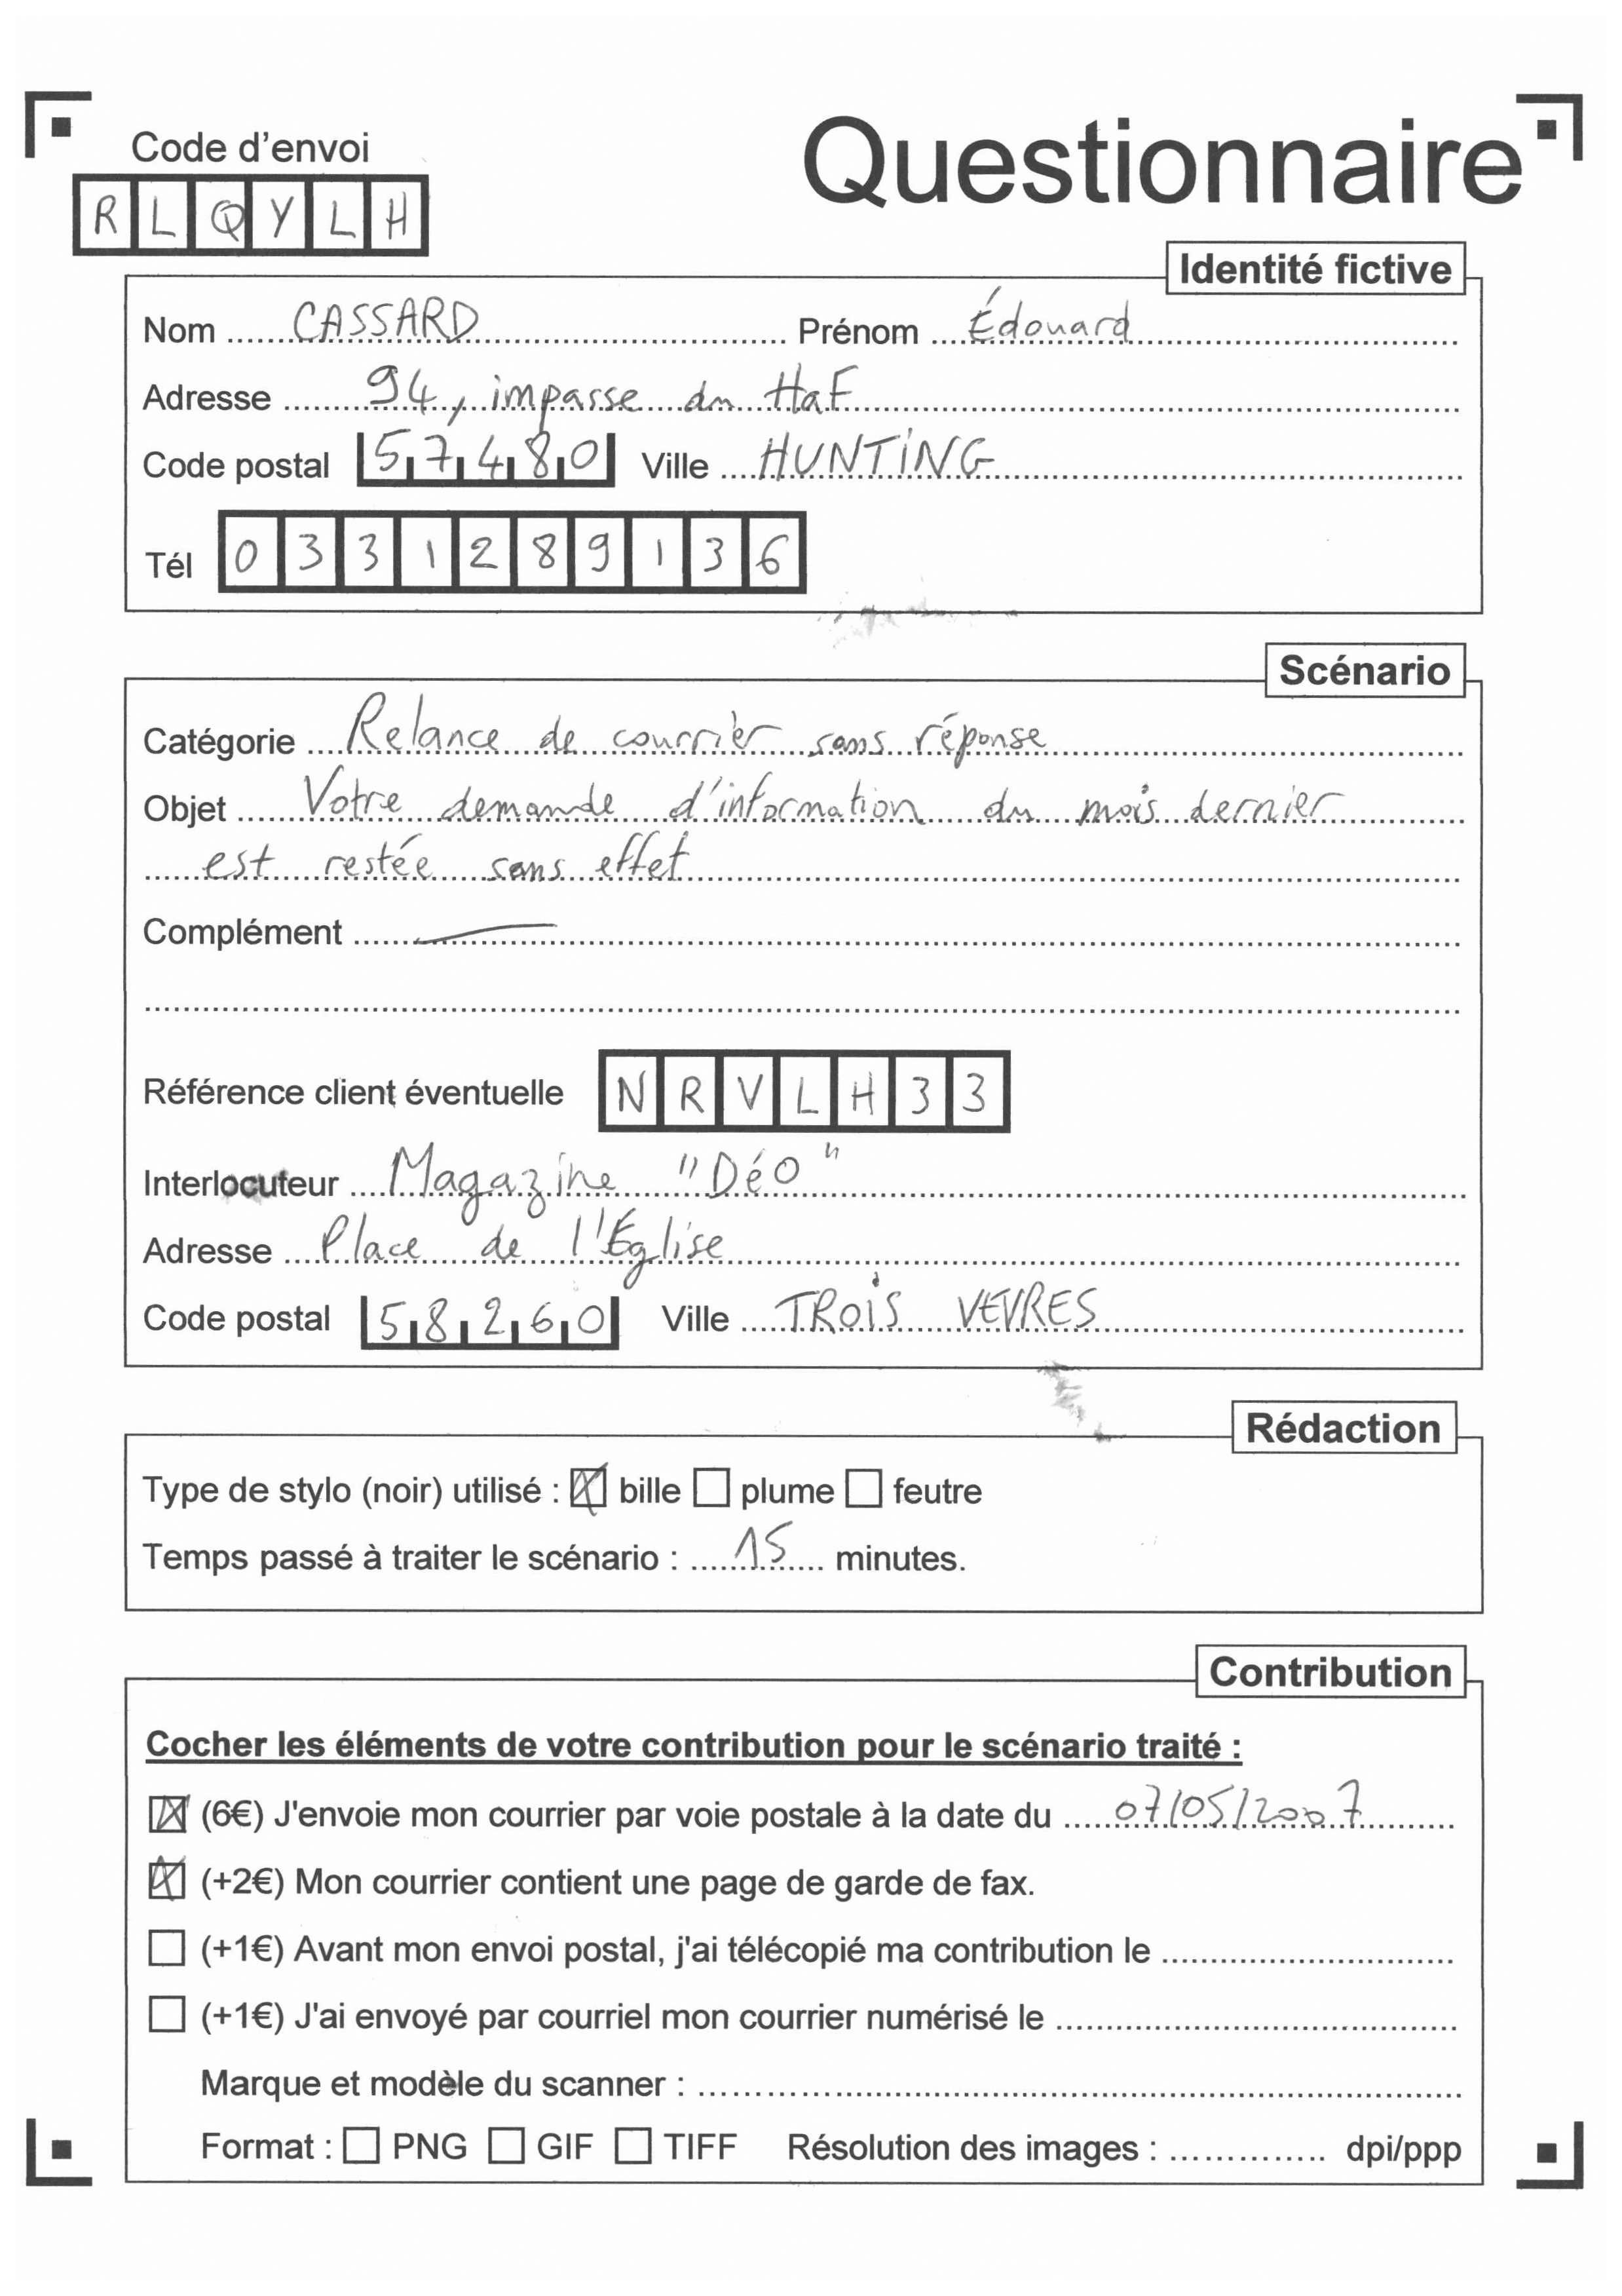 Code d'envoi
Questionnaire
R L Q Y L H
Identité fictive
Nom CASSARD Prénom Édouard
Adresse 94, impasse du HaF
Code postal 57480 Ville HUNTING
Tél 0331289136
Scénario
Catégorie Relance de courrier sans réponse
Objet Votre demande d'information du mois dernier
est restée sans effet
Complément
Référence client éventuelle NRVLH33
Interlocuteur Magazine "DéO"
Adresse Place de l'Église
Code postal 58260 Ville TROIS VEVRES
Rédaction
Type de stylo (noir) utilisé : bille plume feutre
Temps passé à traiter le scénario : 15 minutes.
Contribution
Cocher les éléments de votre contribution pour le scénario traité :
(6€) J'envoie mon courrier par voie postale à la date du 07/05/2007
(+2€) Mon courrier contient une page de garde de fax.
(+1€) Avant mon envoi postal, j'ai télécopié ma contribution le
(+1€) J'ai envoyé par courriel mon courrier numérisé le
Marque et modèle du scanner :
Format : PNG GIF TIFF Résolution des images : dpi/ppp